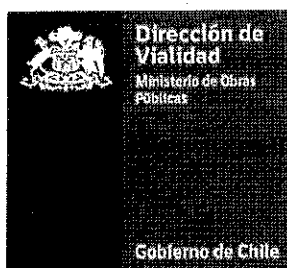 Dirección de
Vialidad
Ministerio de Obras
Públicas
Gobierno de Chile